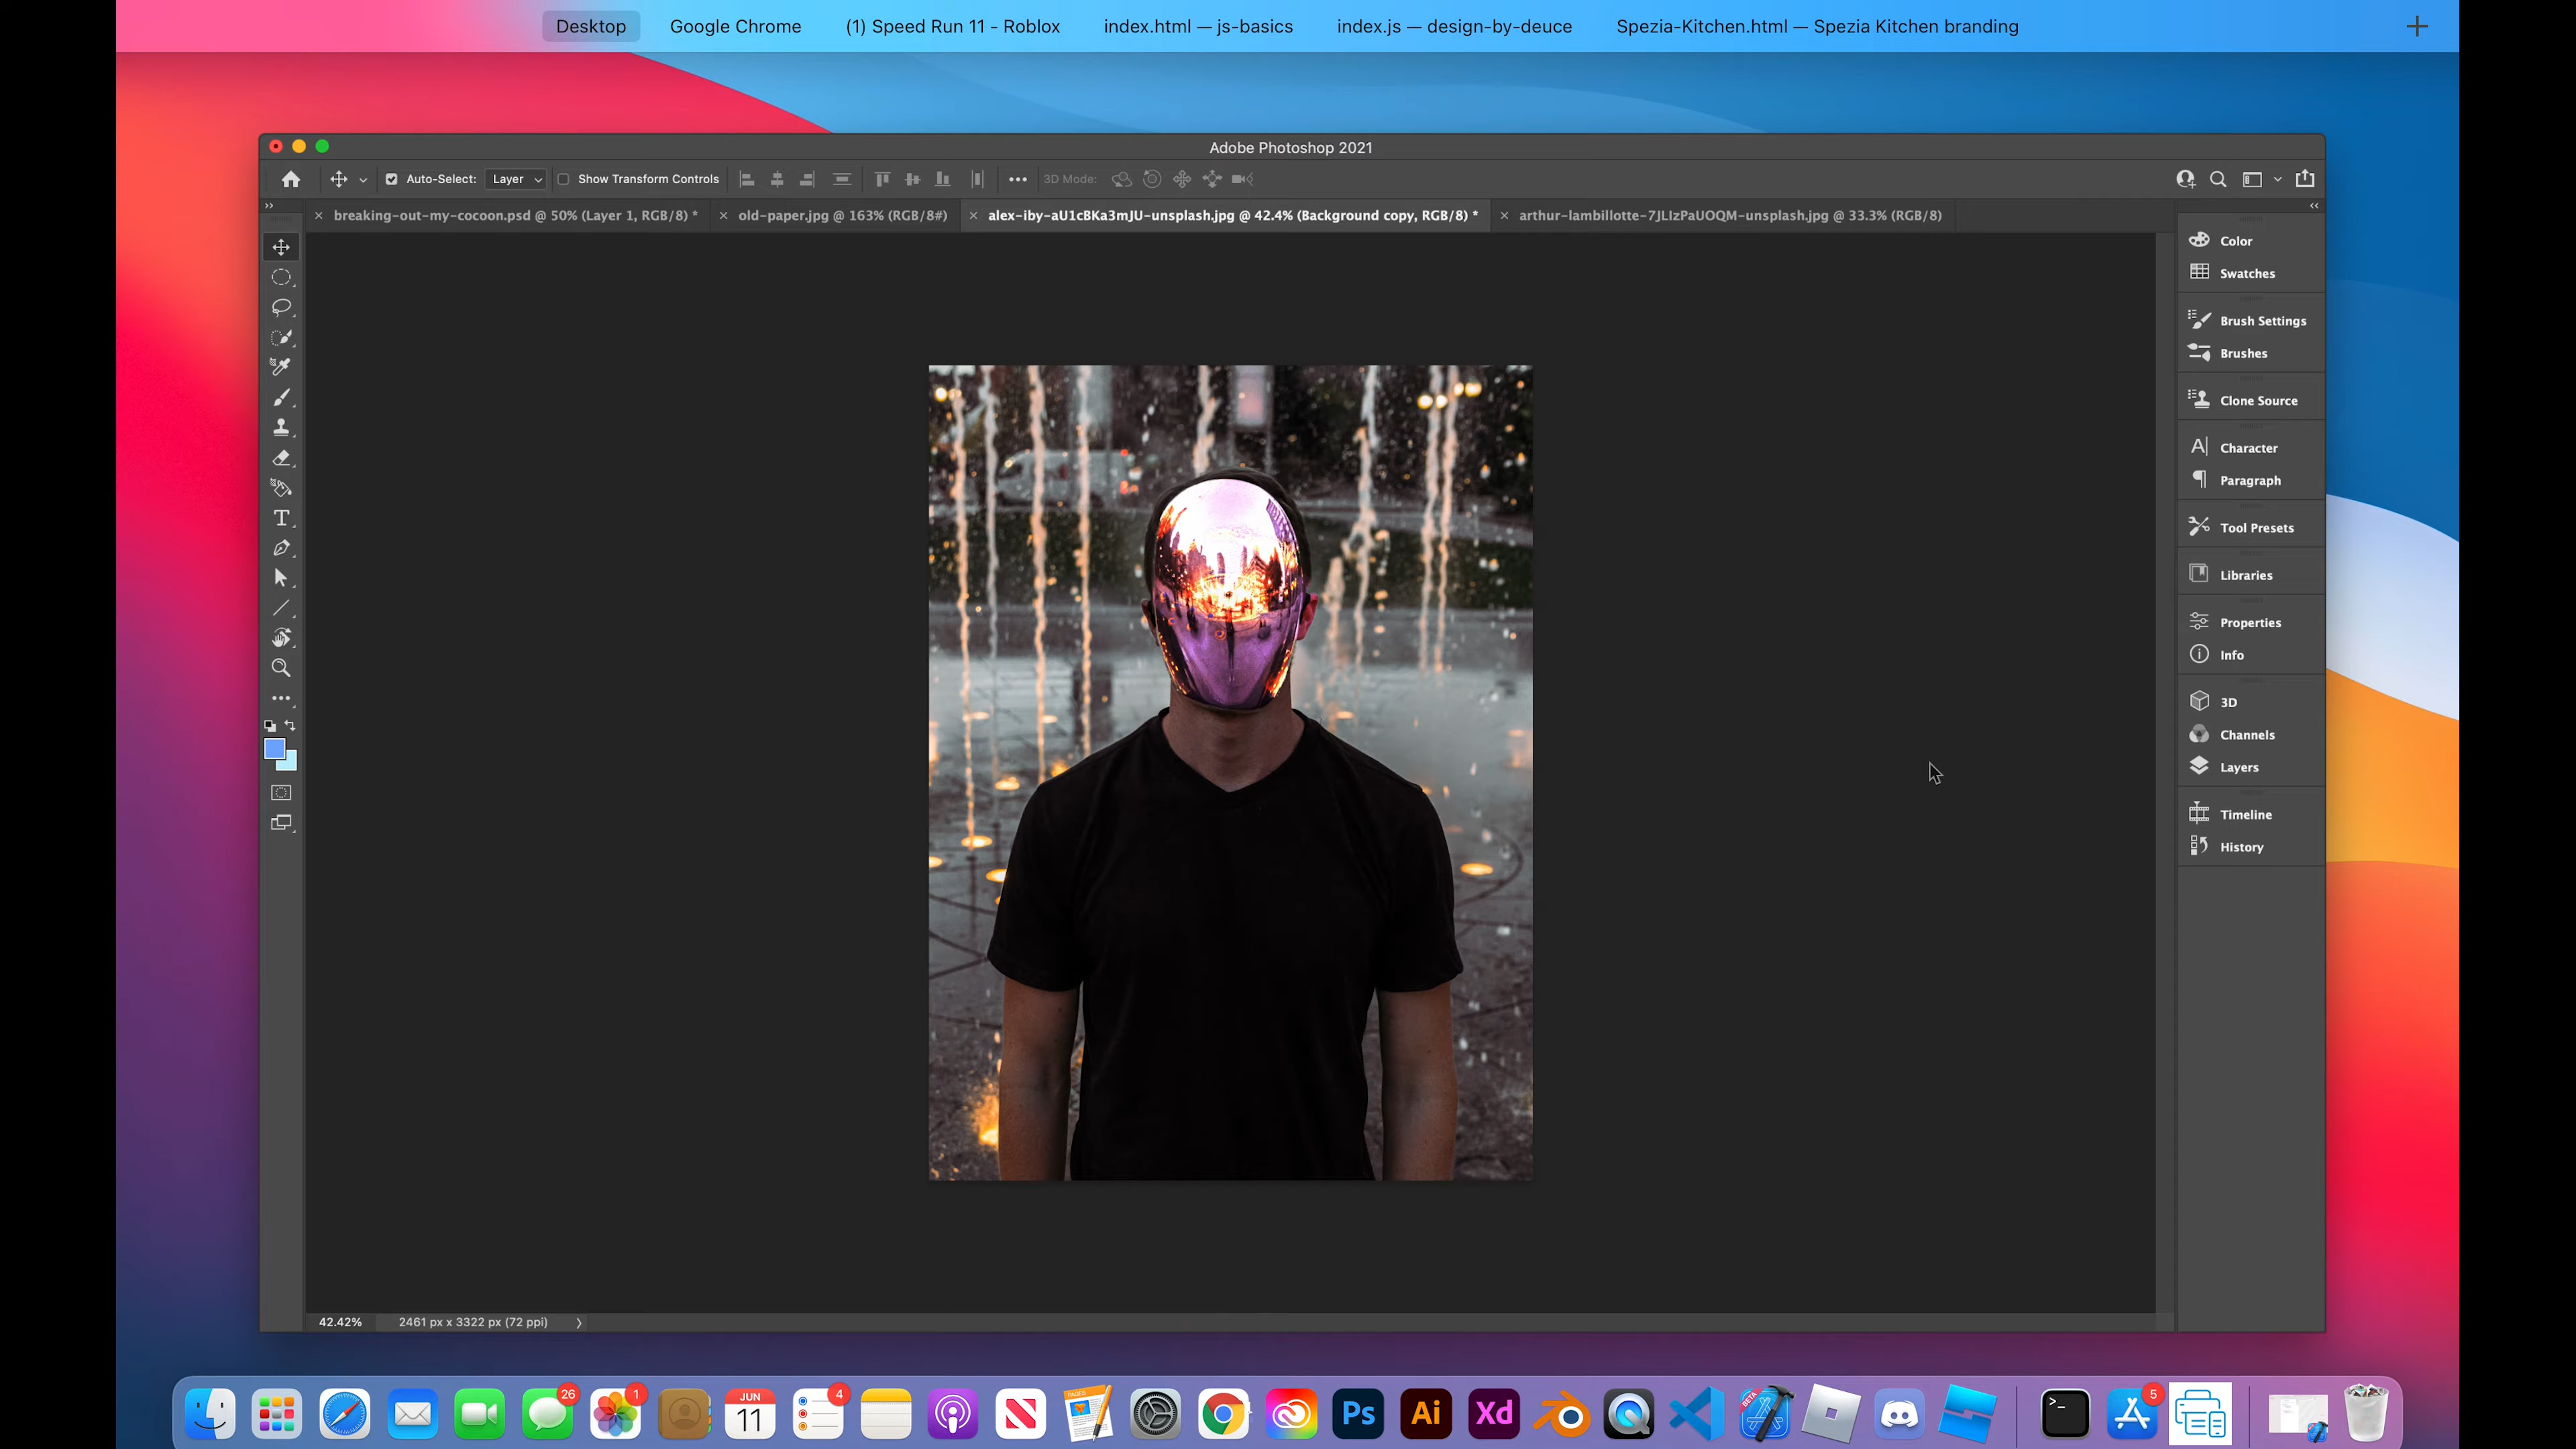 Desktop Google Chrome (1) Speed Run 11 - Roblox index.html — js-basics index.js — design-by-deuce Spezia-Kitchen.html — Spezia Kitchen branding
Adobe Photoshop 2021
Auto-Select: Layer Show Transform Controls 3D Mode:
breaking-out-my-cocoon.psd @ 50% (Layer 1, RGB/8) * old-paper.jpg @ 163% (RGB/8#) alex-iby-aU1cBKa3mJU-unsplash.jpg @ 42.4% (Background copy, RGB/8) * arthur-lambillotte-7JLIzPaUOQM-unsplash.jpg @ 33.3% (RGB/8)
Color
Swatches
Brush Settings
Brushes
Clone Source
Character
Paragraph
Tool Presets
Libraries
Properties
Info
3D
Channels
Layers
Timeline
History
42.42% 2461 px x 3322 px (72 ppi)
26 1 JUN 11 4 PAGES Ps Ai Xd BETA 5